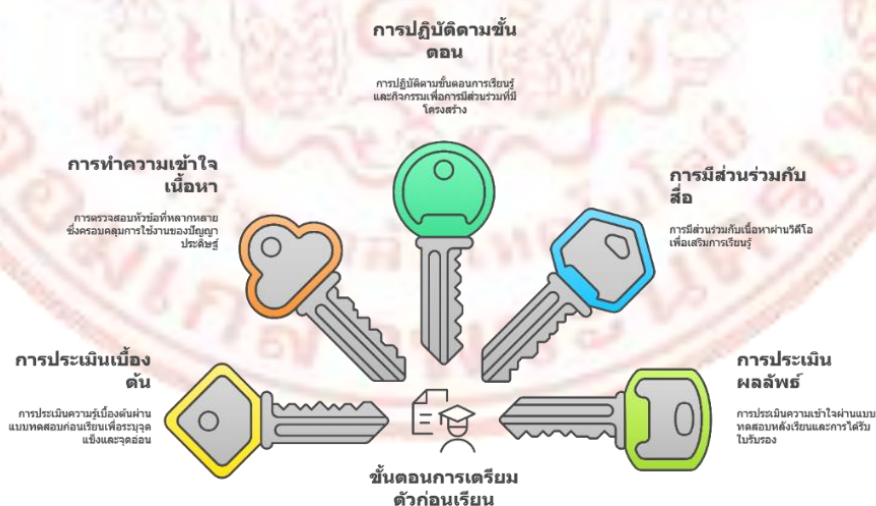 การปฏิบัติตามขั้น
ตอน
การปฏิบัติตามขั้นตอนการเรียนรู้
และกิจกรรมเพื่อการมีส่วนร่วมที่มี
โครงสร้าง
การทำความเข้าใจ
เนื้อหา
การตรวจสอบหัวข้อที่หลากหลาย
ซึ่งครอบคลุมการใช้งานของปัญญา
ประดิษฐ์
การมีส่วนร่วมกับ
สื่อ
การมีส่วนร่วมกับเนื้อหาผ่านวิดีโอ
เพื่อเสริมการเรียนรู้
การประเมินเบื้อง
ต้น
การประเมินความรู้เบื้องต้นผ่าน
แบบทดสอบก่อนเรียนเพื่อระบุจุด
แข็งและจุดอ่อน
การประเมิน
ผลลัพธ์
การประเมินความเข้าใจผ่านแบบ
ทดสอบหลังเรียนและการได้รับ
ใบรับรอง
ขั้นตอนการเตรียม
ตัวก่อนเรียน